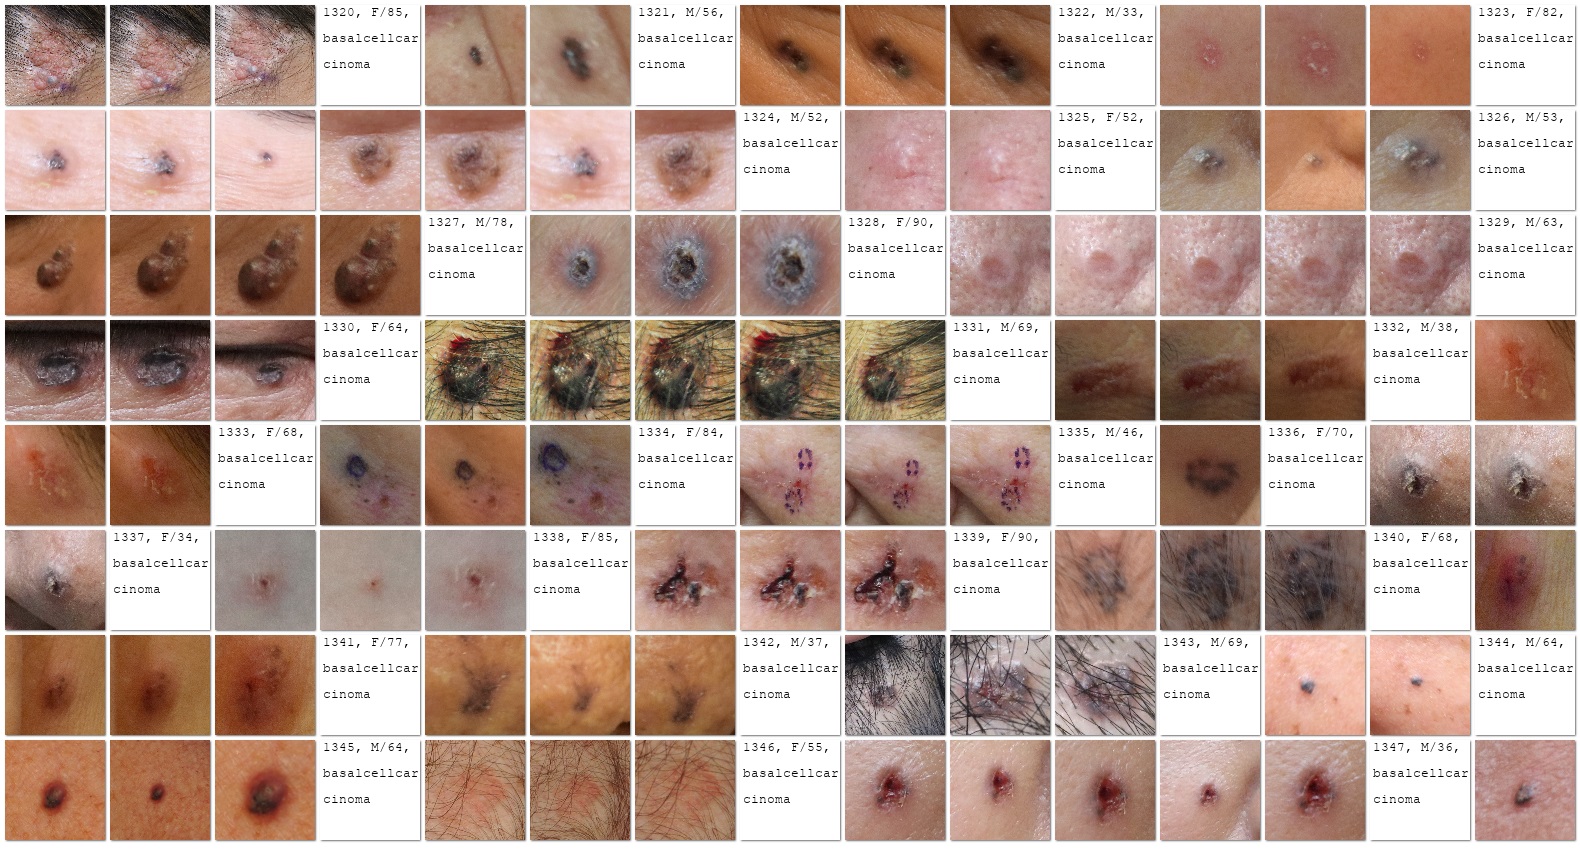 1320, F/85,
basalcellcar
cinoma
1321, M/56,
basalcellcar
cinoma
1322, M/33,
basalcellcar
cinoma
1323, F/82,
basalcellcar
cinoma
1324, M/52,
basalcellcar
cinoma
1325, F/52,
basalcellcar
cinoma
1326, M/53,
basalcellcar
cinoma
1327, M/78,
basalcellcar
cinoma
1328, F/90,
basalcellcar
cinoma
1329, M/63,
basalcellcar
cinoma
1330, F/64,
basalcellcar
cinoma
1331, M/69,
basalcellcar
cinoma
1332, M/38,
basalcellcar
cinoma
1333, F/68,
basalcellcar
cinoma
1334, F/84,
basalcellcar
cinoma
1335, M/46,
basalcellcar
cinoma
1336, F/70,
basalcellcar
cinoma
1337, F/34,
basalcellcar
cinoma
1338, F/85,
basalcellcar
cinoma
1339, F/90,
basalcellcar
cinoma
1340, F/68,
basalcellcar
cinoma
1341, F/77,
basalcellcar
cinoma
1342, M/37,
basalcellcar
cinoma
1343, M/69,
basalcellcar
cinoma
1344, M/64,
basalcellcar
cinoma
1345, M/64,
basalcellcar
cinoma
1346, F/55,
basalcellcar
cinoma
1347, M/36,
basalcellcar
cinoma